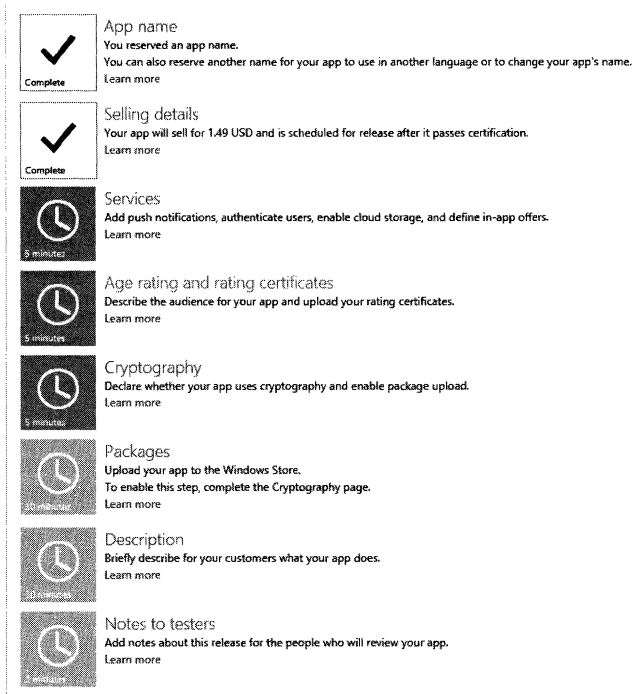 App name
You reserved an app name.
You can also reserve another name for your app to use in another language or to change your app's name.
Learn more
Complete
Selling details
Your app will sell for 1.49 USD and is scheduled for release after it passes certification.
Learn more
Complete
Services
Add push notifications, authenticate users, enable cloud storage, and define in-app offers.
Learn more
5 minutes
Age rating and rating certificates
Describe the audience for your app and upload your rating certificates.
Learn more
5 minutes
Cryptography
Declare whether your app uses cryptography and enable package upload.
Learn more
5 minutes
Packages
Upload your app to the Windows Store.
To enable this step, complete the Cryptography page.
Learn more
minutes
Description
Briefly describe for your customers what your app does.
Learn more
minutes
Notes to testers
Add notes about this release for the people who will review your app.
Learn more
minutes